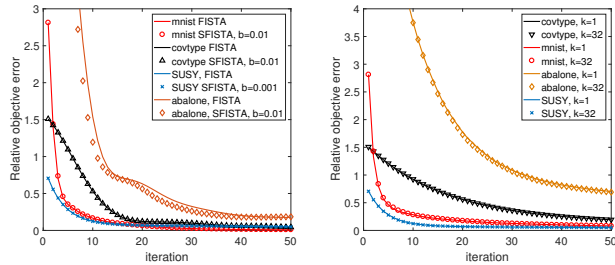 3
2.5
2
1.5
1
0.5
0
Relative objective error
0 10 20 30 40 50
iteration
mnist FISTA
mnist SFISTA, b=0.01
covtype FISTA
covtype SFISTA, b=0.01
SUSY, FISTA
SUSY SFISTA, b=0.001
abalone, FISTA
abalone, SFISTA, b=0.01
4
3.5
3
2.5
2
1.5
1
0.5
0
Relative objective error
0 10 20 30 40 50
iteration
covtype, k=1
covtype, k=32
mnist, k=1
mnist, k=32
abalone, k=1
abalone, k=32
SUSY, k=1
SUSY, k=32